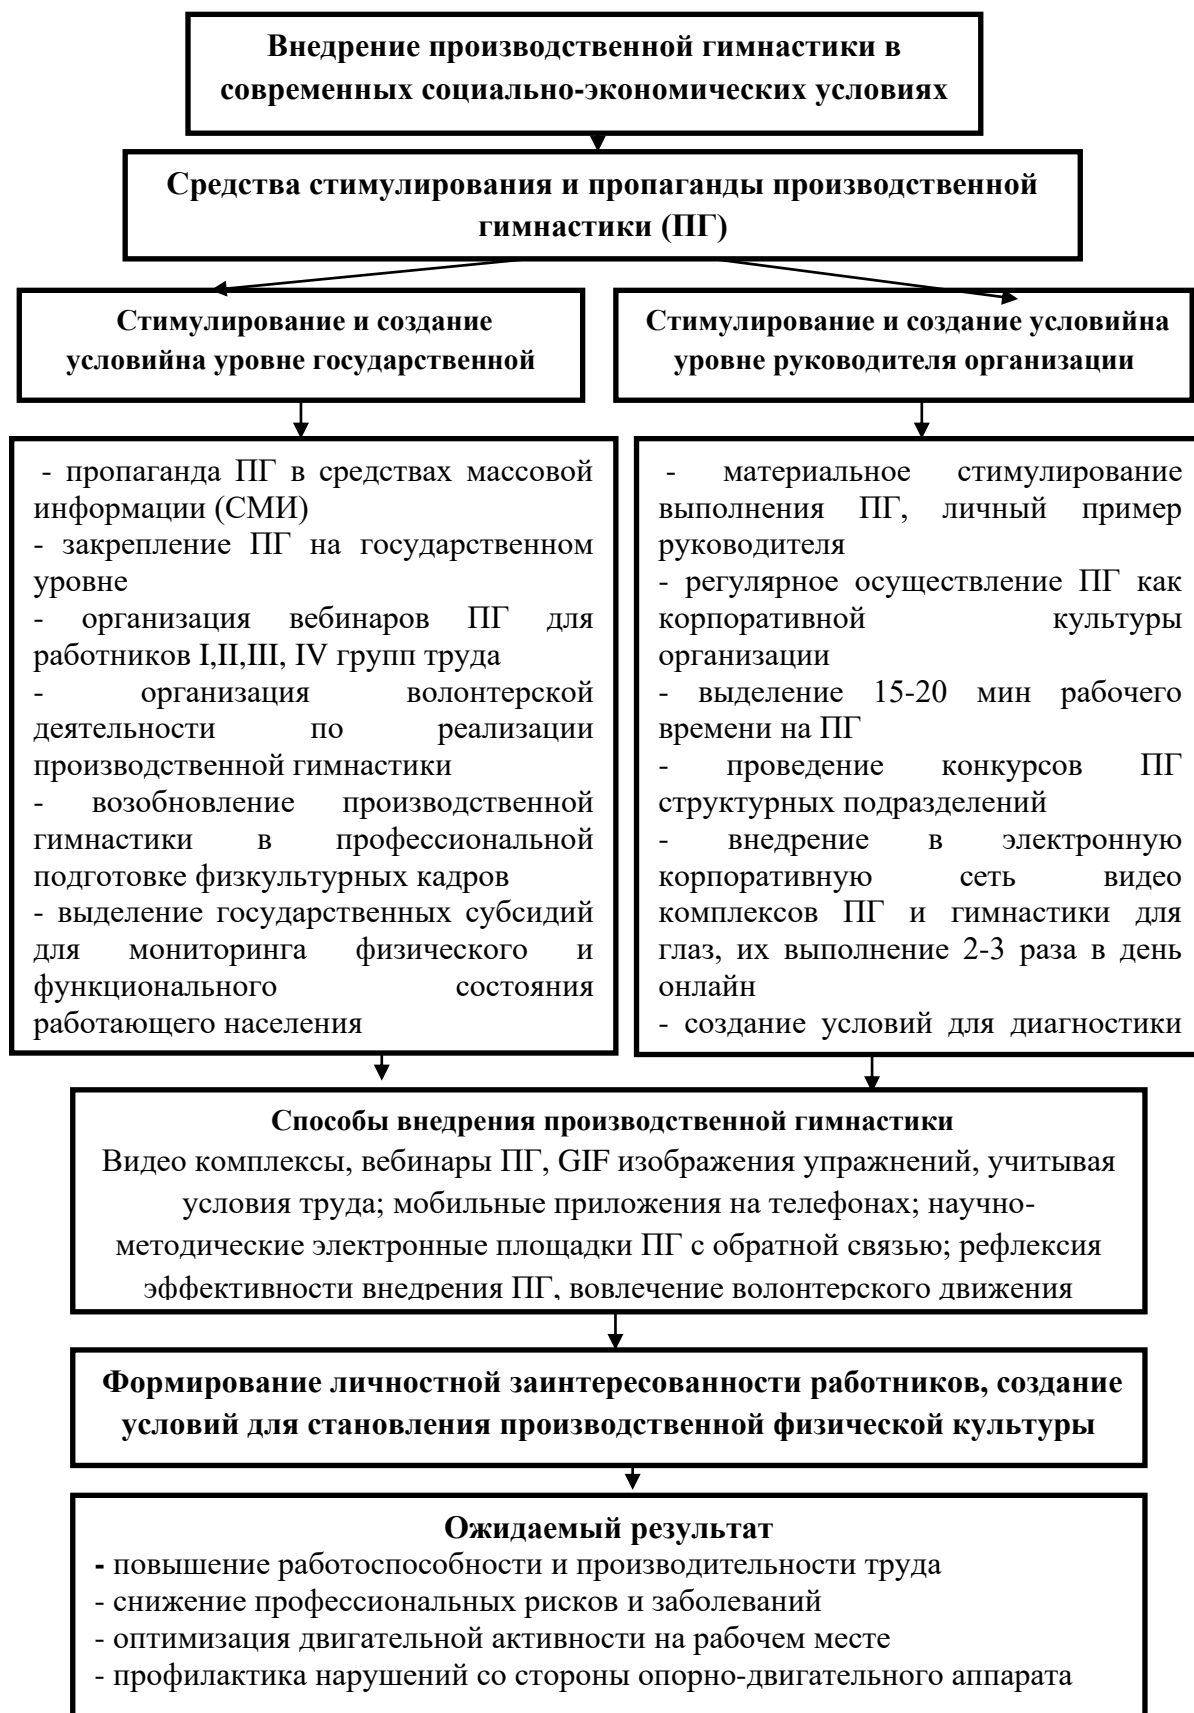 Внедрение производственной гимнастики в
современных социально-экономических условиях
Средства стимулирования и пропаганды производственной
гимнастики (ПГ)
Стимулирование и создание
условийна уровне государственной
Стимулирование и создание условийна
уровне руководителя организации
- пропаганда ПГ в средствах массовой
информации (СМИ)
- закрепление ПГ на государственном
уровне
- организация вебинаров ПГ для
работников I,II,III, IV групп труда
- организация волонтерской
деятельности по реализации
производственной гимнастики
- возобновление производственной
гимнастики в профессиональной
подготовке физкультурных кадров
- выделение государственных субсидий
для мониторинга физического и
функционального состояния
работающего населения
- материальное стимулирование
выполнения ПГ, личный пример
руководителя
- регулярное осуществление ПГ как
корпоративной культуры
организации
- выделение 15-20 мин рабочего
времени на ПГ
- проведение конкурсов ПГ
структурных подразделений
- внедрение в электронную
корпоративную сеть видео
комплексов ПГ и гимнастики для
глаз, их выполнение 2-3 раза в день
онлайн
- создание условий для диагностики
Способы внедрения производственной гимнастики
Видео комплексы, вебинары ПГ, GIF изображения упражнений, учитывая
условия труда; мобильные приложения на телефонах; научно-
методические электронные площадки ПГ с обратной связью; рефлексия
эффективности внедрения ПГ, вовлечение волонтерского движения
Формирование личностной заинтересованности работников, создание
условий для становления производственной физической культуры
Ожидаемый результат
- повышение работоспособности и производительности труда
- снижение профессиональных рисков и заболеваний
- оптимизация двигательной активности на рабочем месте
- профилактика нарушений со стороны опорно-двигательного аппарата